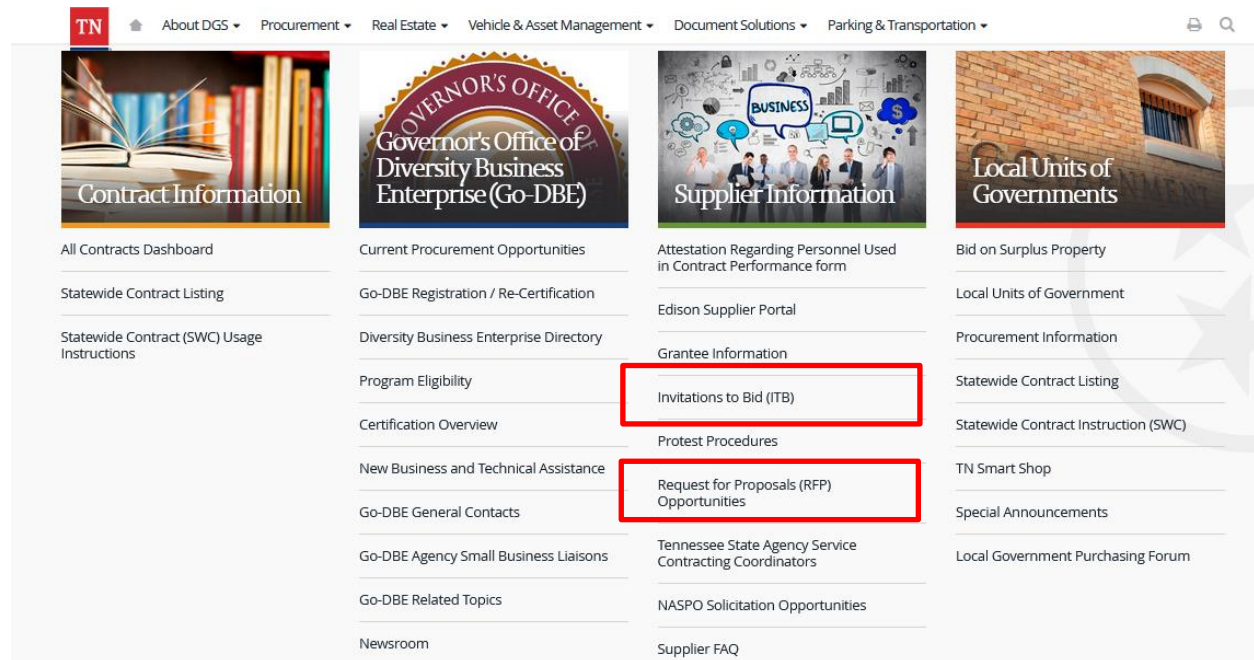 TN
About DGS
Procurement
Real Estate
Vehicle & Asset Management
Document Solutions
Parking & Transportation
Contract Information
All Contracts Dashboard
Statewide Contract Listing
Statewide Contract (SWC) Usage
Instructions
GOVERNOR'S OFFICE OF
Governor's Office of
Diversity Business
Enterprise (Go-DBE)
Current Procurement Opportunities
Go-DBE Registration / Re-Certification
Diversity Business Enterprise Directory
Program Eligibility
Certification Overview
New Business and Technical Assistance
Go-DBE General Contacts
Go-DBE Agency Small Business Liaisons
Go-DBE Related Topics
Newsroom
BUSINESS
Supplier Information
Attestation Regarding Personnel Used
in Contract Performance form
Edison Supplier Portal
Grantee Information
Invitations to Bid (ITB)
Protest Procedures
Request for Proposals (RFP)
Opportunities
Tennessee State Agency Service
Contracting Coordinators
NASPO Solicitation Opportunities
Supplier FAQ
Local Units of
Governments
Bid on Surplus Property
Local Units of Government
Procurement Information
Statewide Contract Listing
Statewide Contract Instruction (SWC)
TN Smart Shop
Special Announcements
Local Government Purchasing Forum